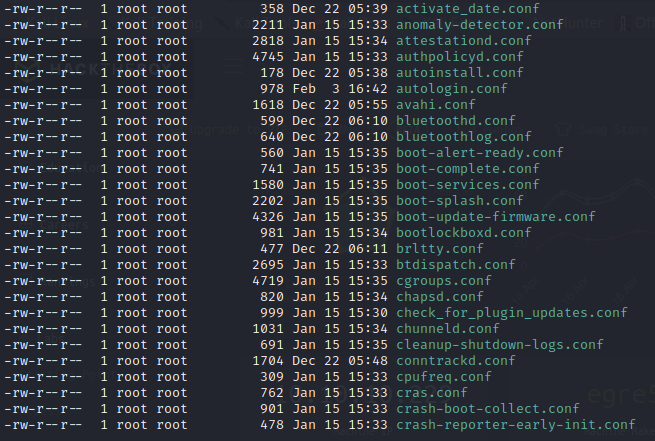 -rw-r--r-- 1 root root 358 Dec 22 05:39 activate_date.conf
-rw-r--r-- 1 root root 2211 Jan 15 15:33 anomaly-detector.conf
-rw-r--r-- 1 root root 2818 Jan 15 15:34 attestationd.conf
-rw-r--r-- 1 root root 4745 Jan 15 15:33 authpolicyd.conf
-rw-r--r-- 1 root root 178 Dec 22 05:38 autoinstall.conf
-rw-r--r-- 1 root root 978 Feb 3 16:42 autologin.conf
-rw-r--r-- 1 root root 1618 Dec 22 05:55 avahi.conf
-rw-r--r-- 1 root root 599 Dec 22 06:10 bluetoothd.conf
-rw-r--r-- 1 root root 640 Dec 22 06:10 bluetoothlog.conf
-rw-r--r-- 1 root root 560 Jan 15 15:35 boot-alert-ready.conf
-rw-r--r-- 1 root root 741 Jan 15 15:35 boot-complete.conf
-rw-r--r-- 1 root root 1580 Jan 15 15:35 boot-services.conf
-rw-r--r-- 1 root root 2202 Jan 15 15:35 boot-splash.conf
-rw-r--r-- 1 root root 4326 Jan 15 15:35 boot-update-firmware.conf
-rw-r--r-- 1 root root 981 Jan 15 15:34 bootlockboxd.conf
-rw-r--r-- 1 root root 477 Dec 22 06:11 brltty.conf
-rw-r--r-- 1 root root 2695 Jan 15 15:33 btdispatch.conf
-rw-r--r-- 1 root root 4719 Jan 15 15:35 cgroups.conf
-rw-r--r-- 1 root root 820 Jan 15 15:34 chapsd.conf
-rw-r--r-- 1 root root 999 Jan 15 15:30 check_for_plugin_updates.conf
-rw-r--r-- 1 root root 1031 Jan 15 15:34 chunneld.conf
-rw-r--r-- 1 root root 691 Jan 15 15:35 cleanup-shutdown-logs.conf
-rw-r--r-- 1 root root 1704 Dec 22 05:48 conntrackd.conf
-rw-r--r-- 1 root root 309 Jan 15 15:33 cpufreq.conf
-rw-r--r-- 1 root root 762 Jan 15 15:33 cras.conf
-rw-r--r-- 1 root root 901 Jan 15 15:33 crash-boot-collect.conf
-rw-r--r-- 1 root root 478 Jan 15 15:33 crash-reporter-early-init.conf